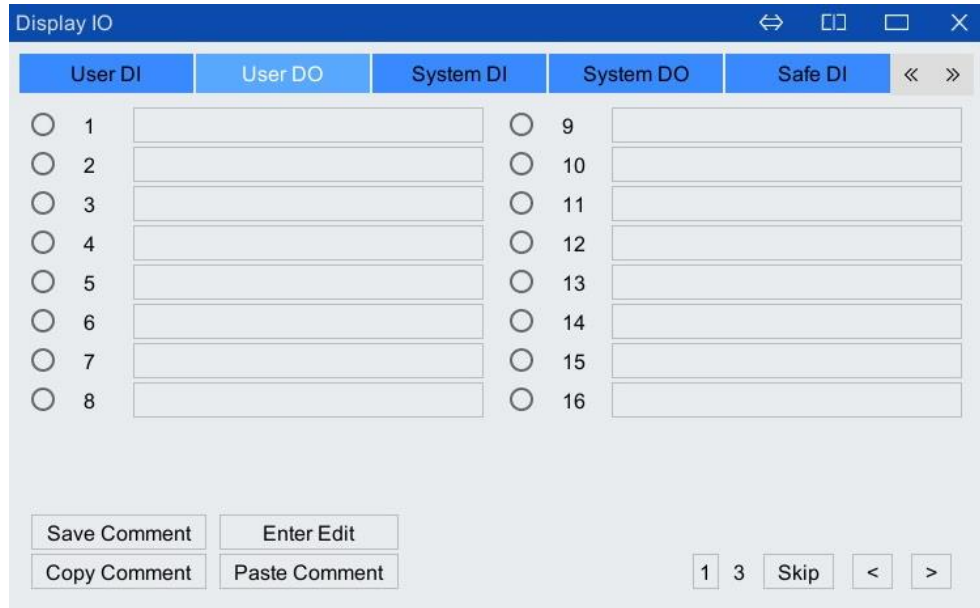 Display IO
User DI User DO System DI System DO Safe DI « »
1 9
2 10
3 11
4 12
5 13
6 14
7 15
8 16
Save Comment Enter Edit
Copy Comment Paste Comment 1 3 Skip < >